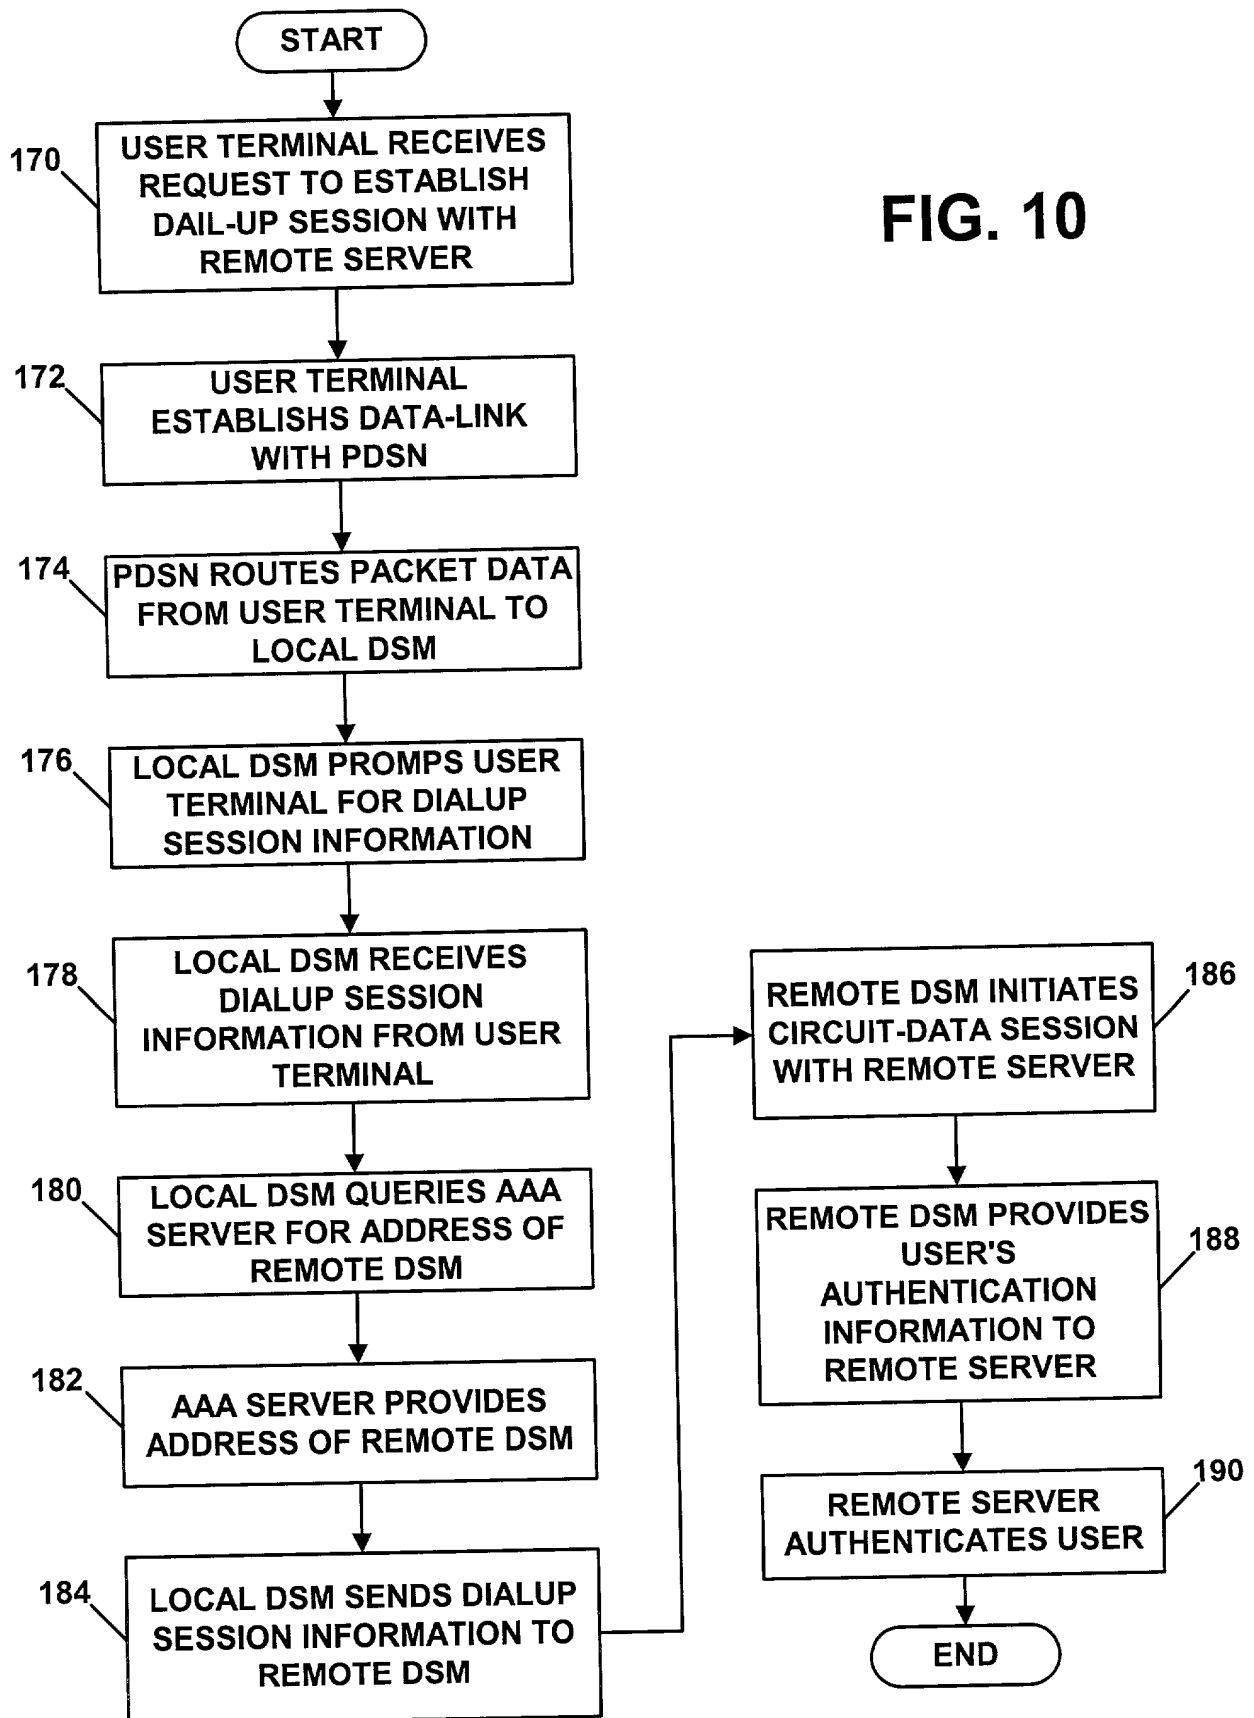 START
170
USER TERMINAL RECEIVES
REQUEST TO ESTABLISH
DAIL-UP SESSION WITH
REMOTE SERVER
FIG. 10
172
USER TERMINAL
ESTABLISHS DATA-LINK
WITH PDSN
174
PDSN ROUTES PACKET DATA
FROM USER TERMINAL TO
LOCAL DSM
176
LOCAL DSM PROMPS USER
TERMINAL FOR DIALUP
SESSION INFORMATION
178
LOCAL DSM RECEIVES
DIALUP SESSION
INFORMATION FROM USER
TERMINAL
180
LOCAL DSM QUERIES AAA
SERVER FOR ADDRESS OF
REMOTE DSM
182
AAA SERVER PROVIDES
ADDRESS OF REMOTE DSM
184
LOCAL DSM SENDS DIALUP
SESSION INFORMATION TO
REMOTE DSM
186
REMOTE DSM INITIATES
CIRCUIT-DATA SESSION
WITH REMOTE SERVER
188
REMOTE DSM PROVIDES
USER'S
AUTHENTICATION
INFORMATION TO
REMOTE SERVER
190
REMOTE SERVER
AUTHENTICATES USER
END